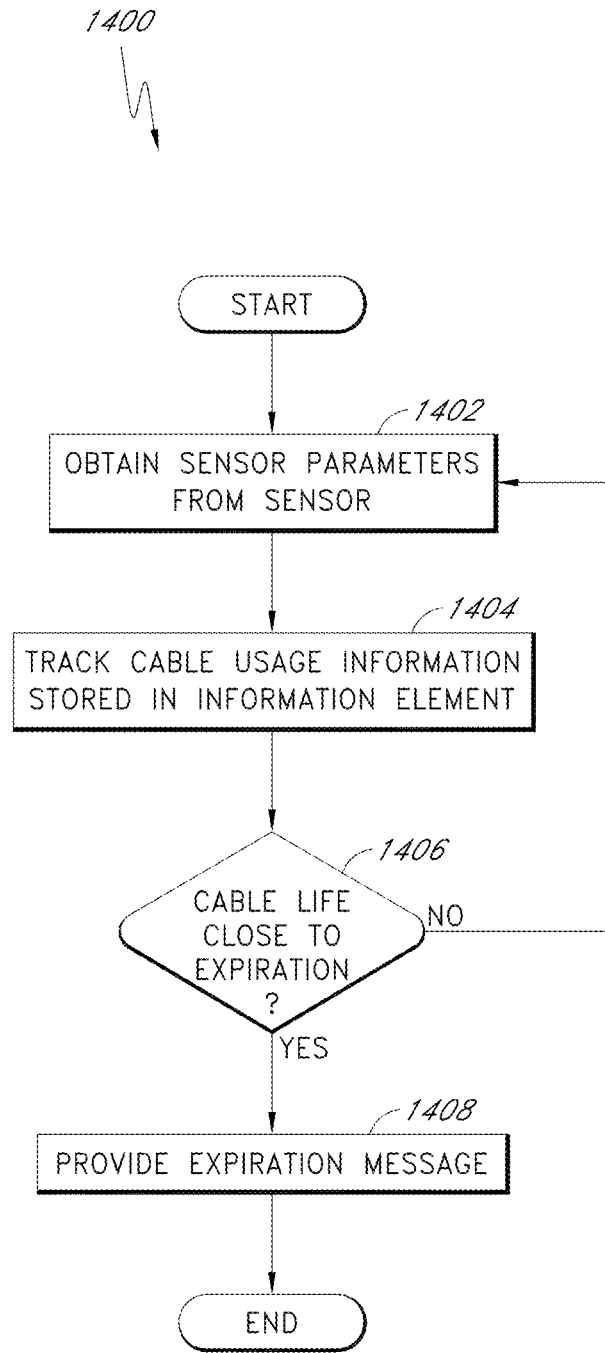 1400
START
1402
OBTAIN SENSOR PARAMETERS
FROM SENSOR
1404
TRACK CABLE USAGE INFORMATION
STORED IN INFORMATION ELEMENT
1406
CABLE LIFE
CLOSE TO
EXPIRATION
?
NO
YES
1408
PROVIDE EXPIRATION MESSAGE
END